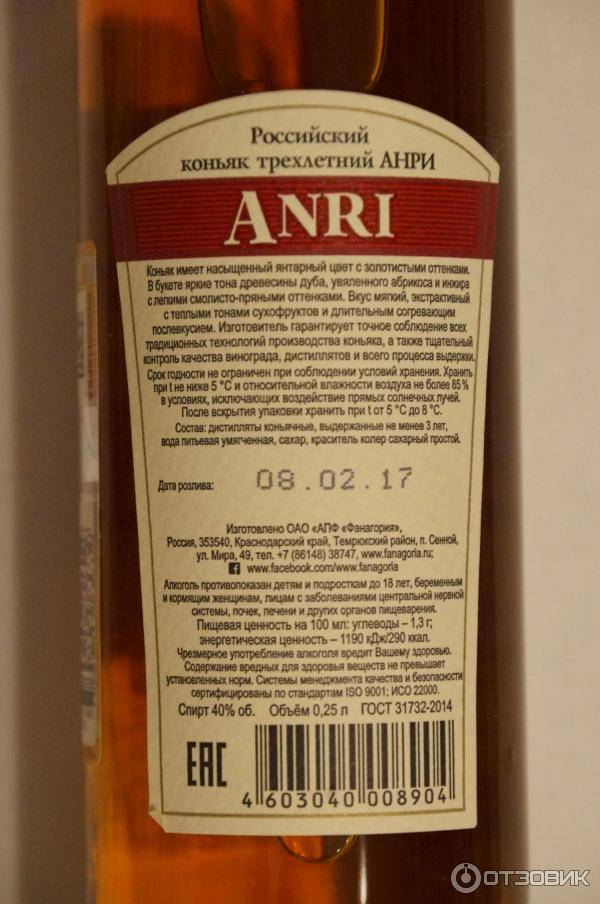 Российский
коньяк трехлетний АНРИ
ANRI
Коньяк имеет насыщенный янтарный цвет с золотистыми оттенками.
В букете яркие тона древесины дуба, увяленного абрикоса и инжира
с легкими смолисто-пряными оттенками. Вкус мягкий, экстрактивный
с теплыми тонами сухофруктов и длительным согревающим
послевкусием. Изготовитель гарантирует точное соблюдение всех
традиционных технологий производства коньяка, а также тщательный
контроль качества винограда, дистиллятов и всего процесса выдержки.
Срок годности не ограничен при соблюдении условий хранения. Хранить
при t не ниже 5 °С и относительной влажности воздуха не более 85 %
в условиях, исключающих воздействие прямых солнечных лучей.
После вскрытия упаковки хранить при t от 5 °С до 8 °С.
Состав: дистилляты коньячные, выдержанные не менее 3 лет,
вода питьевая умягченная, сахар, краситель колер сахарный простой.
Дата розлива: 08.02.17
Изготовлено ОАО «АПФ «Фанагория»,
Россия, 353540, Краснодарский край, Темрюкский район, п. Сенной,
ул. Мира, 49, тел. +7 (86148) 38747, www.fanagoria.ru;
www.facebook.com/www.fanagoria
Алкоголь противопоказан детям и подросткам до 18 лет, беременным
и кормящим женщинам, лицам с заболеваниями центральной нервной
системы, почек, печени и других органов пищеварения.
Пищевая ценность на 100 мл: углеводы – 1,3 г;
энергетическая ценность – 1190 кДж/290 ккал.
Чрезмерное употребление алкоголя вредит Вашему здоровью.
Содержание вредных для здоровья веществ не превышает
установленных норм. Системы менеджмента качества и безопасности
сертифицированы по стандартам ISO 9001; ИСО 22000.
Спирт 40% об. Объём 0,25 л ГОСТ 31732-2014
ЕАС
4 603040 008904
ОТЗОВИК